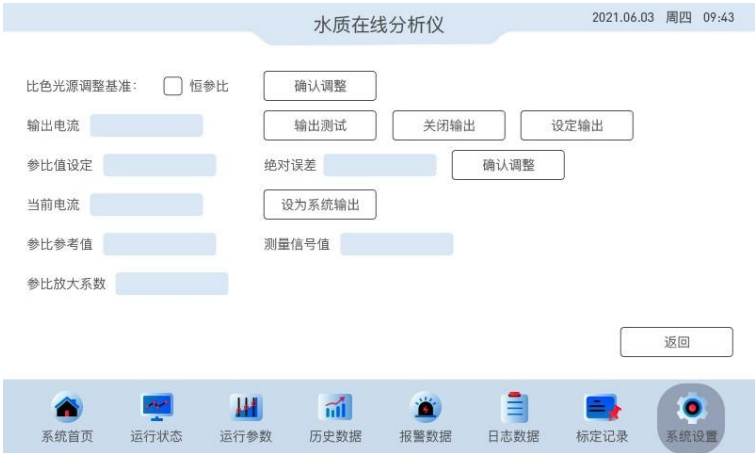 水质在线分析仪 2021.06.03 周四 09:43
比色光源调整基准： 恒参比 确认调整
输出电流 输出测试 关闭输出 设定输出
参比值设定 绝对误差 确认调整
当前电流 设为系统输出
参比参考值 测量信号值
参比放大系数
返回
系统首页 运行状态 运行参数 历史数据 报警数据 日志数据 标定记录 系统设置